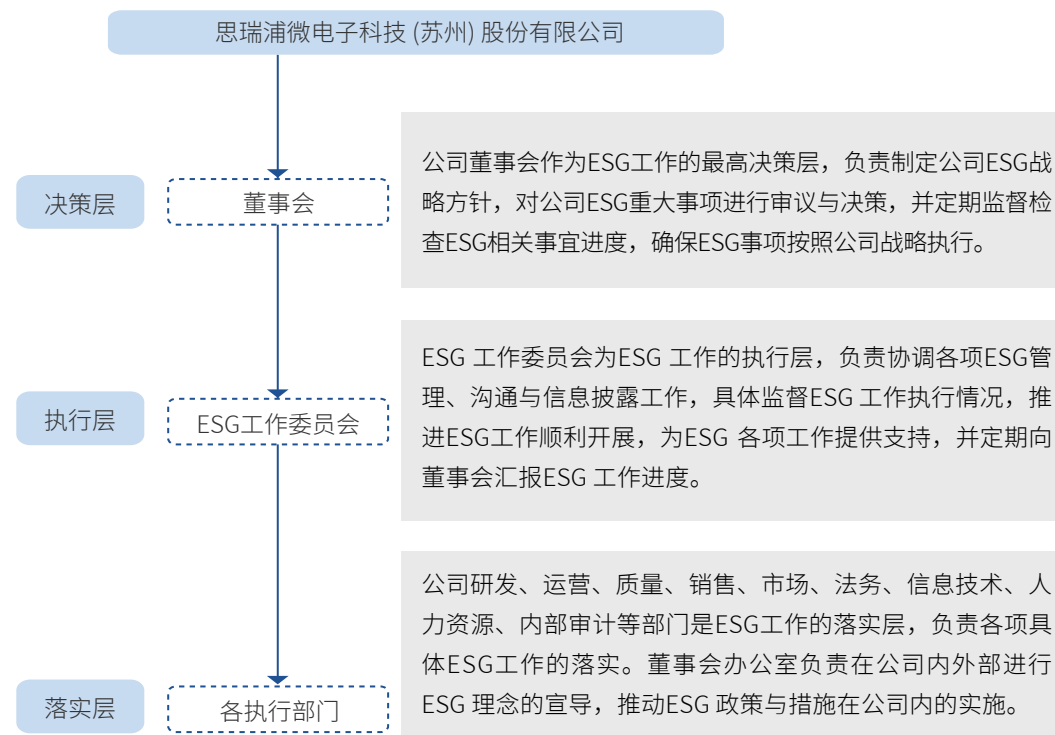 思瑞浦微电子科技 (苏州) 股份有限公司
决策层
董事会
公司董事会作为ESG工作的最高决策层，负责制定公司ESG战
略方针，对公司ESG重大事项进行审议与决策，并定期监督检
查ESG相关事宜进度，确保ESG事项按照公司战略执行。
执行层
ESG工作委员会
ESG 工作委员会为ESG 工作的执行层，负责协调各项ESG管
理、沟通与信息披露工作，具体监督ESG 工作执行情况，推
进ESG工作顺利开展，为ESG 各项工作提供支持，并定期向
董事会汇报ESG 工作进度。
落实层
各执行部门
公司研发、运营、质量、销售、市场、法务、信息技术、人
力资源、内部审计等部门是ESG工作的落实层，负责各项具
体ESG工作的落实。董事会办公室负责在公司内外部进行
ESG 理念的宣导，推动ESG 政策与措施在公司内的实施。